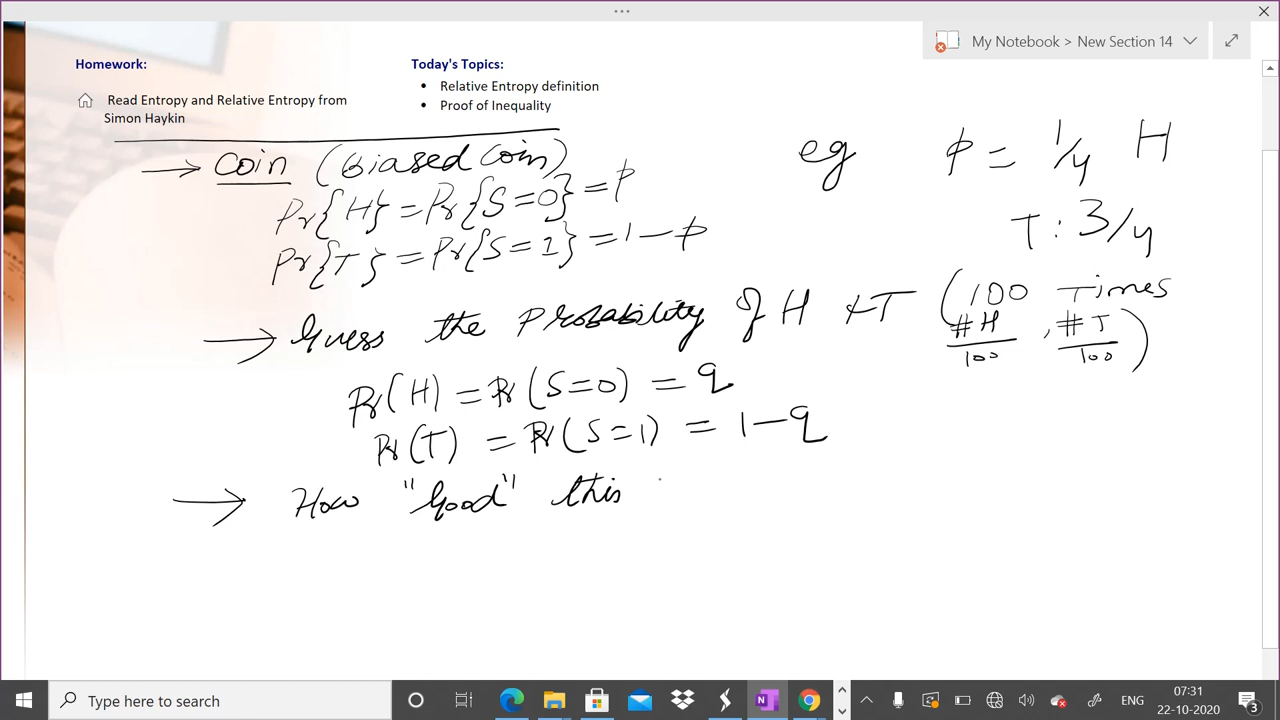 My Notebook > New Section 14
Homework:
Read Entropy and Relative Entropy from
Simon Haykin
Today's Topics:
• Relative Entropy definition
• Proof of Inequality
→ Coin (biased coin)
Pr{H} = Pr{S=0} = p
Pr{T} = Pr{S=1} = 1-p
eg p = 1/4 H
T : 3/4
→ Guess the Probability of H & T (100 Times
#H/100 , #T/100)
Pr(H) = Pr(S=0) = q
Pr(T) = Pr(S=1) = 1-q
→ How "Good" this
Type here to search
ENG
07:31
22-10-2020
3